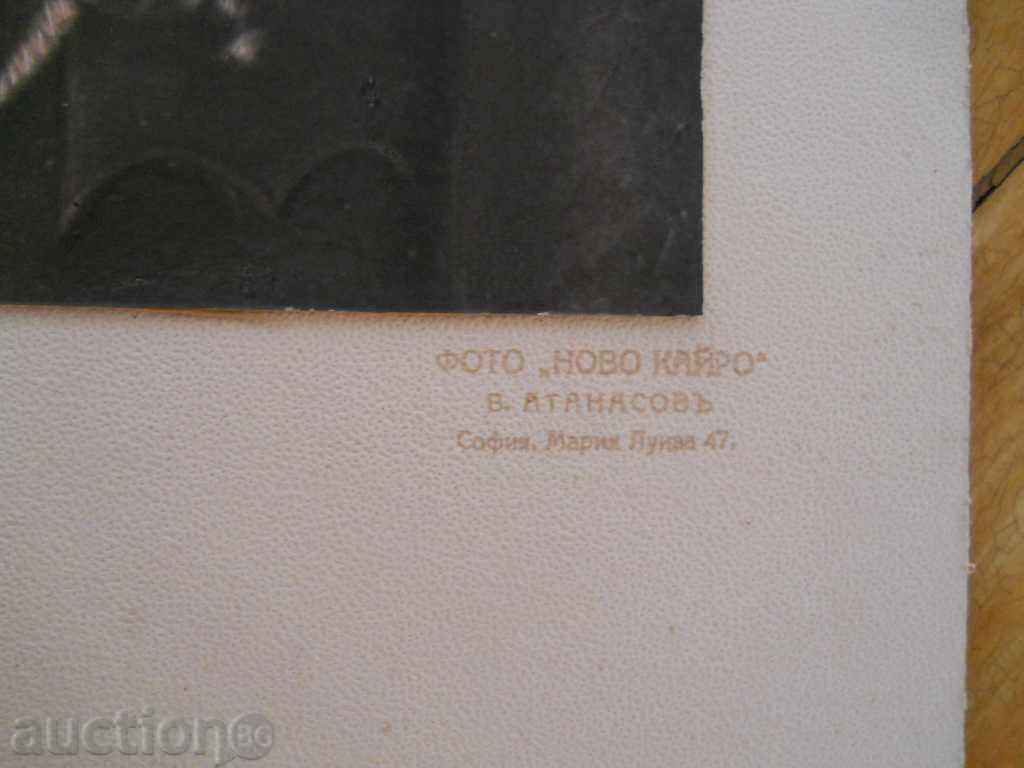 ФОТО „НОВО КАЙРО“
В. АТАНАСОВЪ
София, Мария Луиза 47.
auction BG